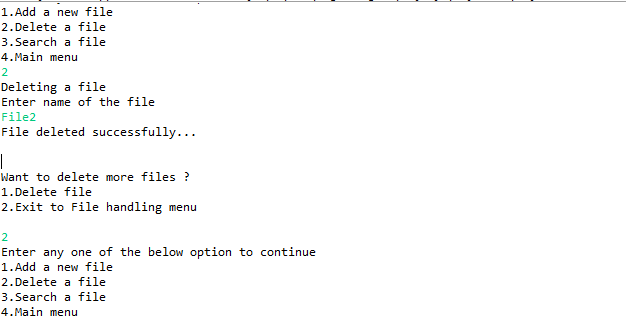 1.Add a new file
2.Delete a file
3.Search a file
4.Main menu
2
Deleting a file
Enter name of the file
File2
File deleted successfully...
Want to delete more files ?
1.Delete file
2.Exit to File handling menu
2
Enter any one of the below option to continue
1.Add a new file
2.Delete a file
3.Search a file
4.Main menu